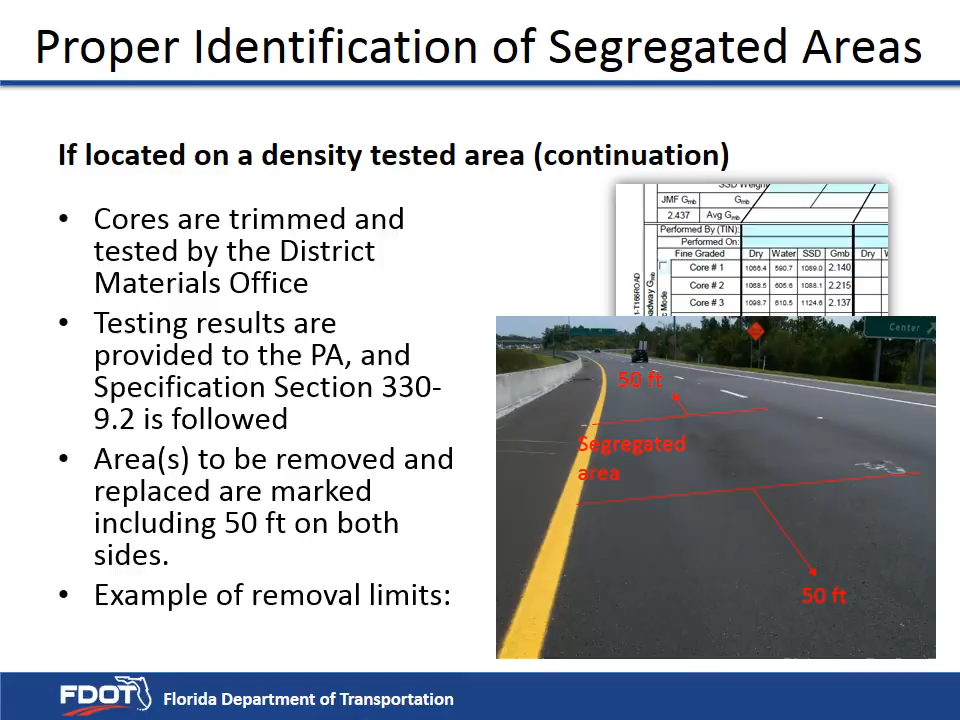 Proper Identification of Segregated Areas
If located on a density tested area (continuation)
• Cores are trimmed and
tested by the District
Materials Office
• Testing results are
provided to the PA, and
Specification Section 330-
9.2 is followed
• Area(s) to be removed and
replaced are marked
including 50 ft on both
sides.
• Example of removal limits:
SSD Weight
JMF Gmb Gmb
2.437 Avg Gmb
Performed By (TIN):
Performed On:
Fine Graded Dry Water SSD Gmb Dry
Core # 1 1066.4 590.7 1089.0 2.140
Core # 2 1068.5 605.6 1088.1 2.215
Core # 3 1098.7 610.5 1124.6 2.137
Mode
Center
50 ft
Segregated
area
50 ft
FDOT
Florida Department of Transportation